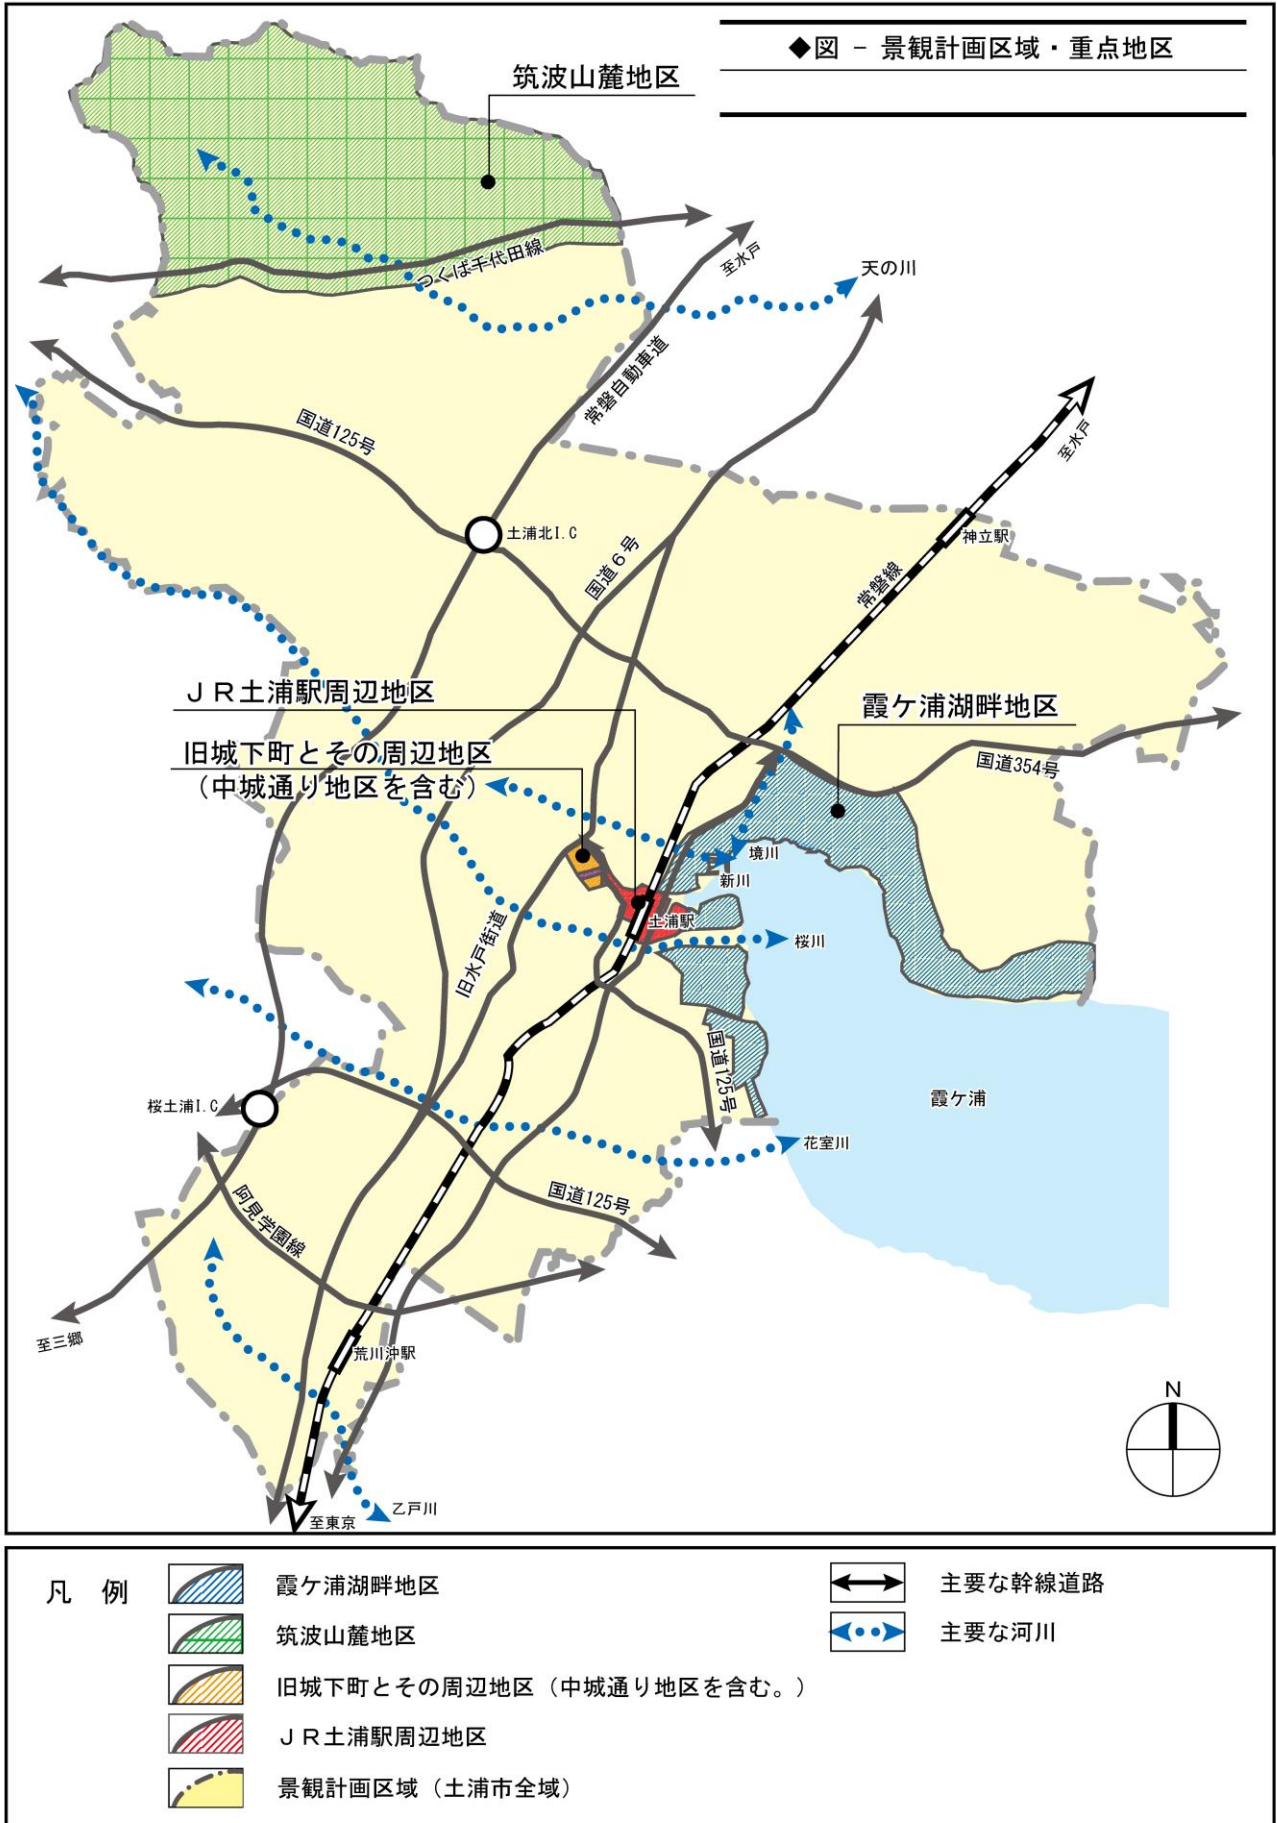 ◆図 － 景観計画区域・重点地区
筑波山麓地区
つくば千代田線
至水戸
天の川
常磐自動車道
国道125号
至水戸
土浦北I.C
神立駅
国道６号
常磐線
ＪＲ土浦駅周辺地区
霞ケ浦湖畔地区
旧城下町とその周辺地区
（中城通り地区を含む）
国道354号
境川
新川
土浦駅
桜川
旧水戸街道
国道125号
霞ケ浦
桜土浦I.C
花室川
国道125号
阿見学園線
至三郷
荒川沖駅
N
乙戸川
至東京
凡 例
霞ケ浦湖畔地区
主要な幹線道路
筑波山麓地区
主要な河川
旧城下町とその周辺地区（中城通り地区を含む。）
ＪＲ土浦駅周辺地区
景観計画区域（土浦市全域）